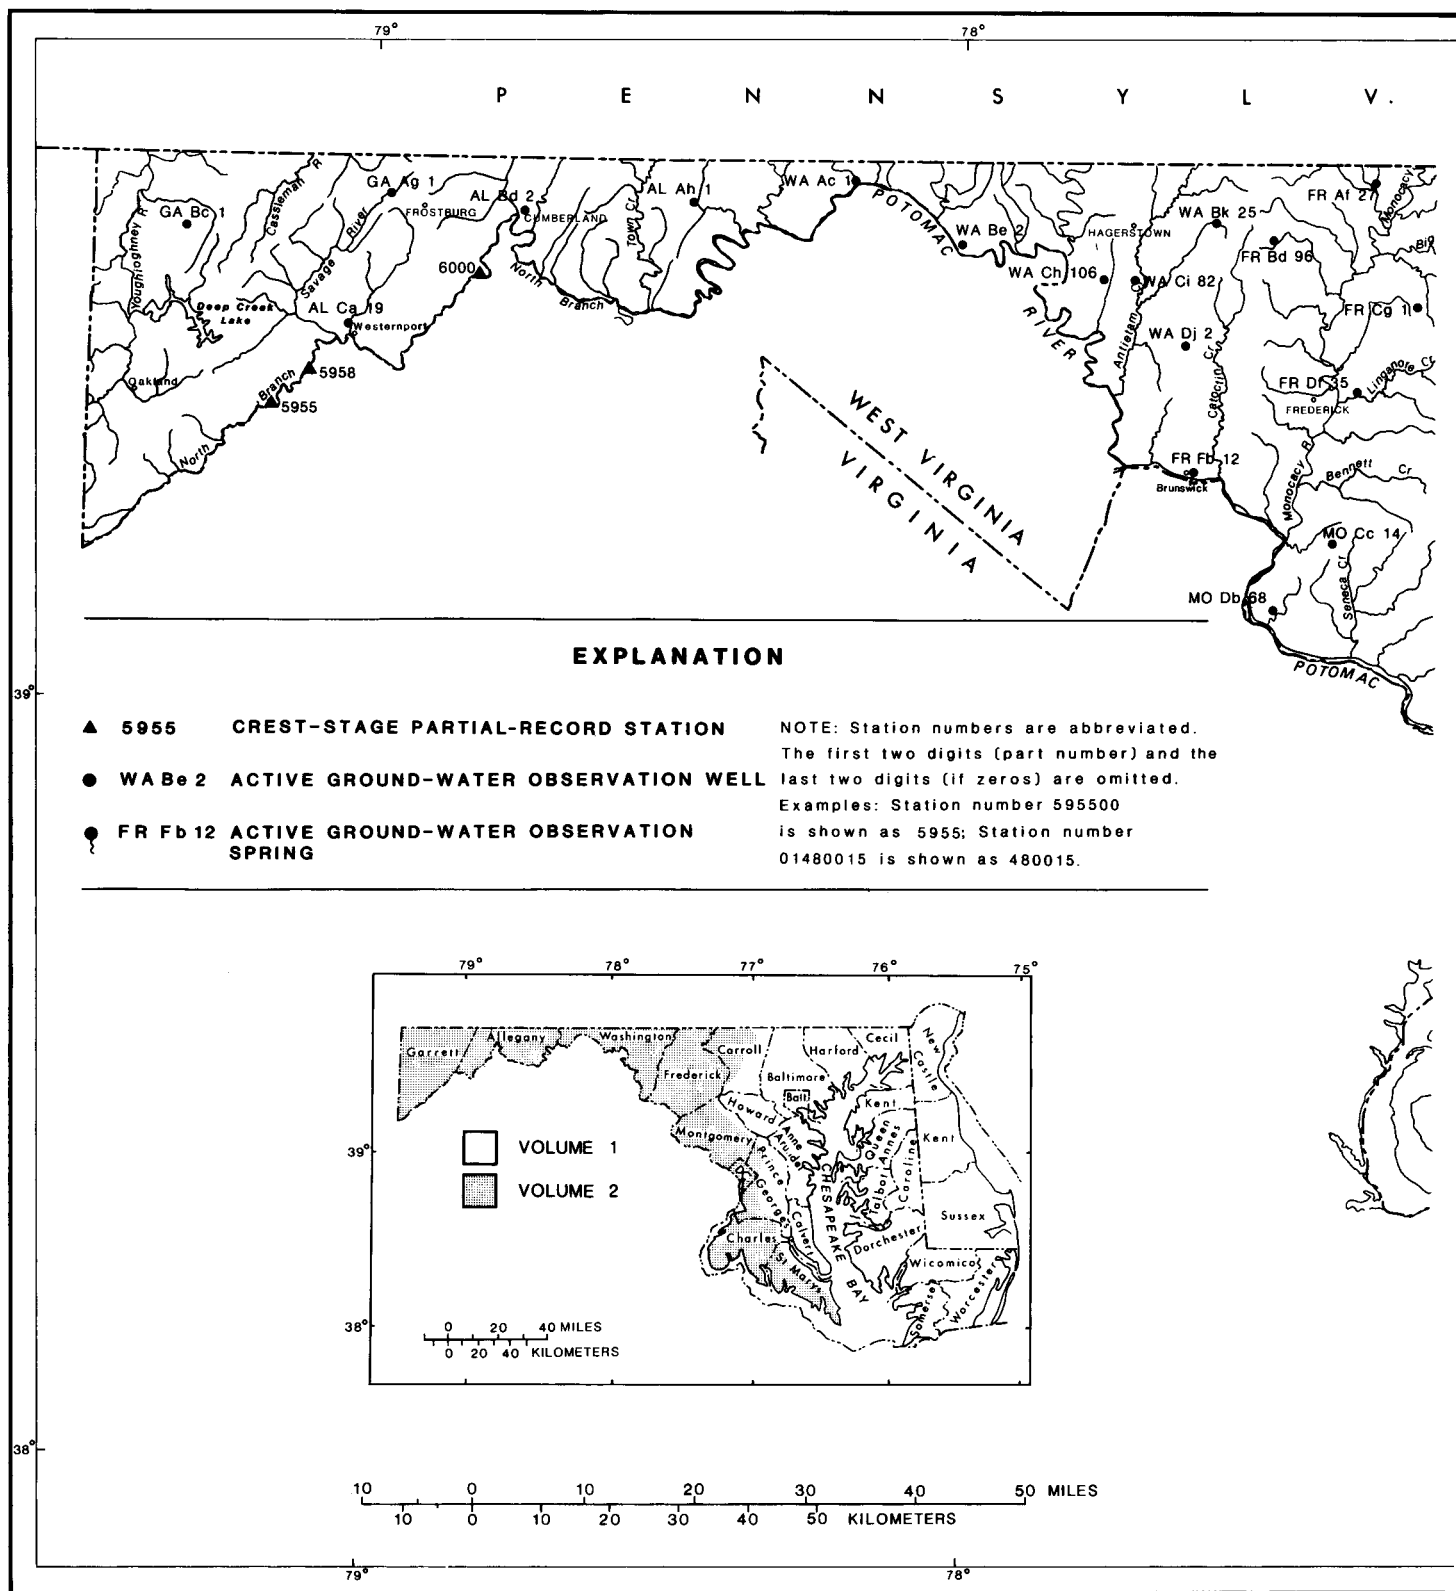 79°
78°
P E N N S Y L V.
GA Bc 1
Youghiogheny R
Casselman R
GA Ag 1
FROSTBURG
Savage River
Deep Creek Lake
AL Ca 19
Westernport
Oakland
North Branch
5958
5955
6000
AL Bd 2
CUMBERLAND
North Branch
Town Cr
AL Ah 1
WA Ac 1
POTOMAC RIVER
WA Be 2
HAGERSTOWN
WA Ch 106
WA Ci 82
WA Bk 25
FR Bd 96
FR Af 27
Monocacy
Big
FR Cg 1
WA Dj 2
Antietam Cr
Catoctin Cr
FR Df 35
FREDERICK
Linganore Cr
FR Fb 12
Brunswick
Monocacy R
Bennett Cr
MO Cc 14
Seneca Cr
MO Db 68
POTOMAC
WEST VIRGINIA
VIRGINIA
39°
EXPLANATION
5955 CREST-STAGE PARTIAL-RECORD STATION
WA Be 2 ACTIVE GROUND-WATER OBSERVATION WELL
FR Fb 12 ACTIVE GROUND-WATER OBSERVATION
SPRING
NOTE: Station numbers are abbreviated.
The first two digits (part number) and the
last two digits (if zeros) are omitted.
Examples: Station number 595500
is shown as 5955; Station number
01480015 is shown as 480015.
79° 78° 77° 76° 75°
Garrett
Allegany
Washington
Frederick
Carroll
Baltimore
Balt
Harford
Cecil
New Castle
Howard
Montgomery
Anne Arundel
Prince Georges
Calvert
Charles
St Marys
CHESAPEAKE BAY
Kent
Queen Annes
Talbot
Caroline
Kent
Sussex
Dorchester
Wicomico
Somerset
Worcester
39°
38°
VOLUME 1
VOLUME 2
0 20 40 MILES
0 20 40 KILOMETERS
38°
10 0 10 20 30 40 50 MILES
10 0 10 20 30 40 50 KILOMETERS
79°
78°